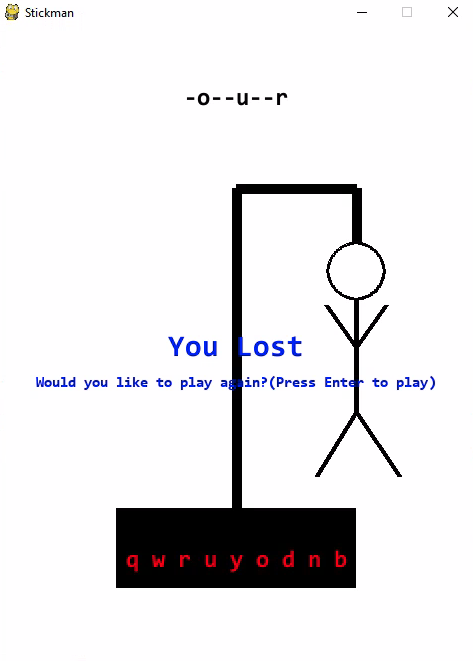 Stickman
-o--u--r
You Lost
Would you like to play again?(Press Enter to play)
q w r u y o d n b